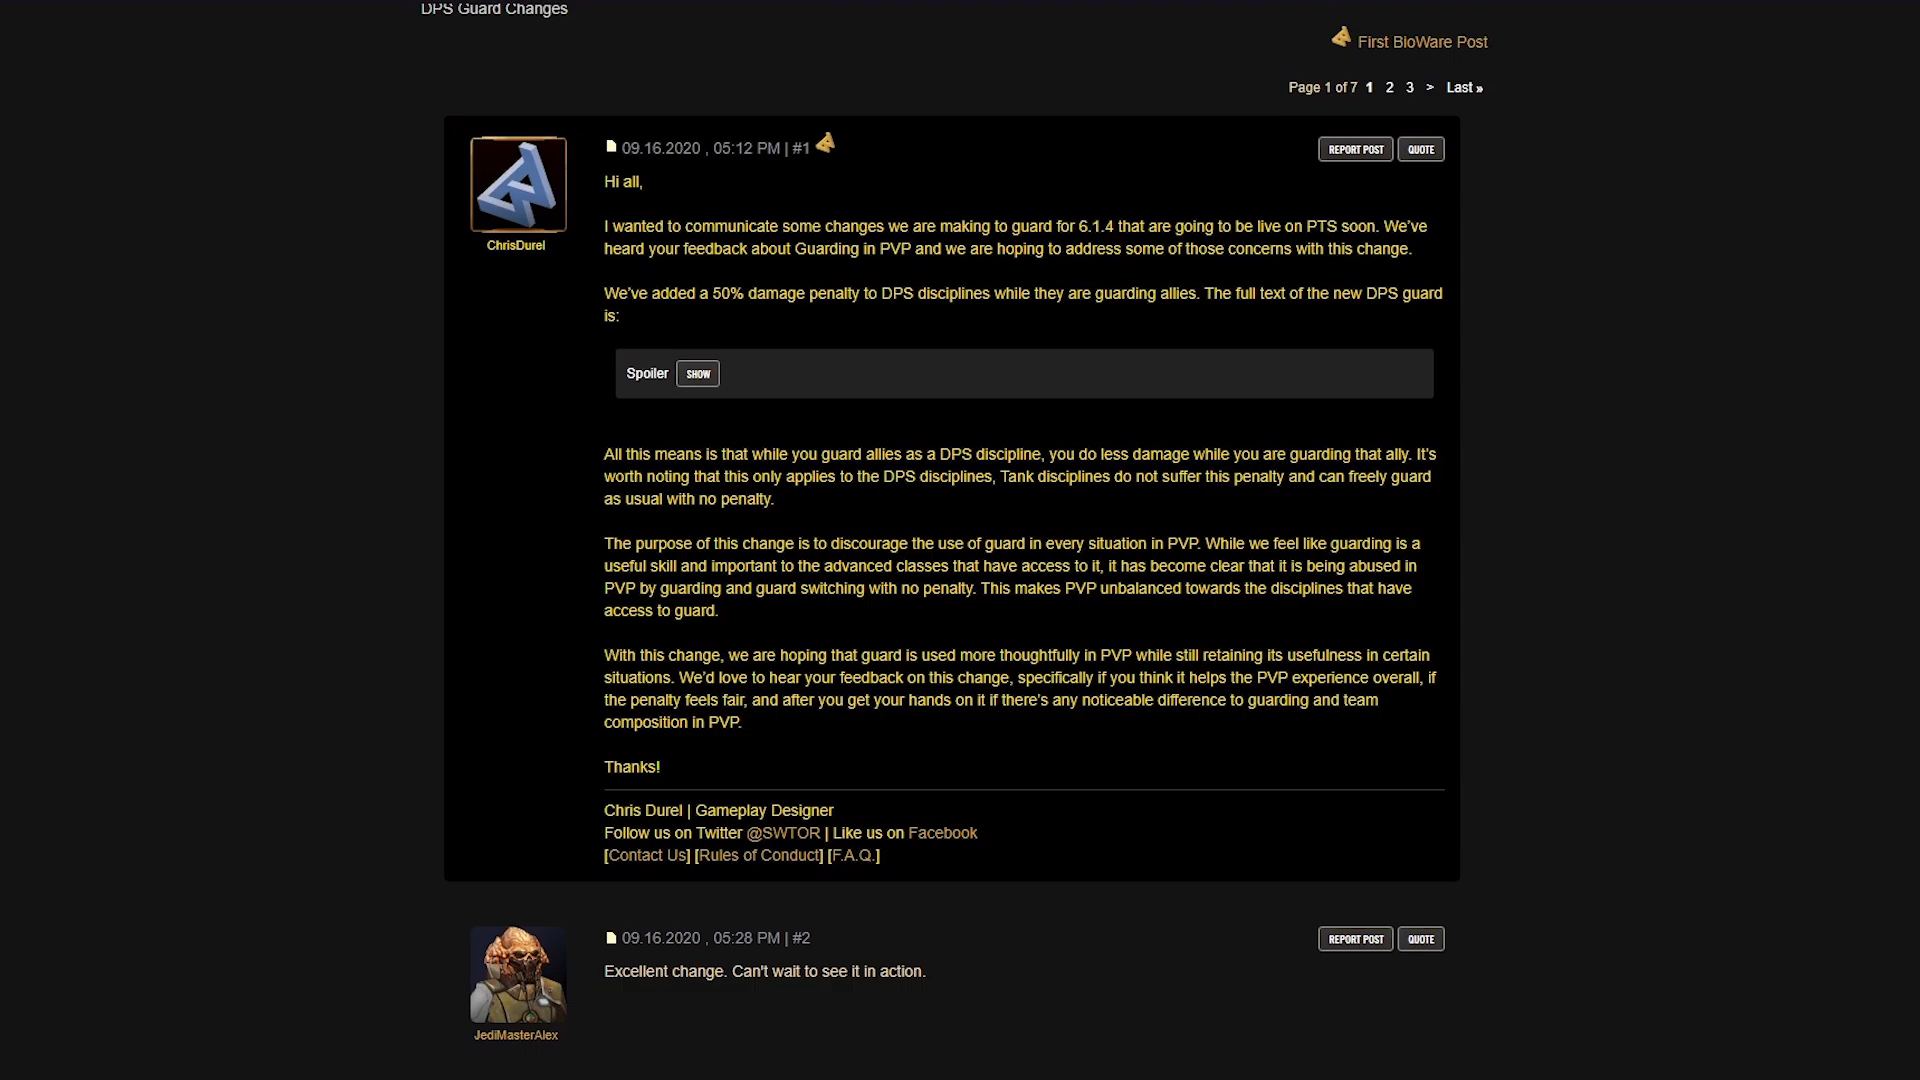 DPS Guard Changes
First BioWare Post
Page 1 of 7 1 2 3 > Last »
09.16.2020 , 05:12 PM | #1
REPORT POST QUOTE
ChrisDurel
Hi all,
I wanted to communicate some changes we are making to guard for 6.1.4 that are going to be live on PTS soon. We've
heard your feedback about Guarding in PVP and we are hoping to address some of those concerns with this change.
We've added a 50% damage penalty to DPS disciplines while they are guarding allies. The full text of the new DPS guard
is:
Spoiler SHOW
All this means is that while you guard allies as a DPS discipline, you do less damage while you are guarding that ally. It's
worth noting that this only applies to the DPS disciplines, Tank disciplines do not suffer this penalty and can freely guard
as usual with no penalty.
The purpose of this change is to discourage the use of guard in every situation in PVP. While we feel like guarding is a
useful skill and important to the advanced classes that have access to it, it has become clear that it is being abused in
PVP by guarding and guard switching with no penalty. This makes PVP unbalanced towards the disciplines that have
access to guard.
With this change, we are hoping that guard is used more thoughtfully in PVP while still retaining its usefulness in certain
situations. We'd love to hear your feedback on this change, specifically if you think it helps the PVP experience overall, if
the penalty feels fair, and after you get your hands on it if there's any noticeable difference to guarding and team
composition in PVP.
Thanks!
Chris Durel | Gameplay Designer
Follow us on Twitter @SWTOR | Like us on Facebook
[Contact Us] [Rules of Conduct] [F.A.Q.]
09.16.2020 , 05:28 PM | #2
REPORT POST QUOTE
Excellent change. Can't wait to see it in action.
JediMasterAlex